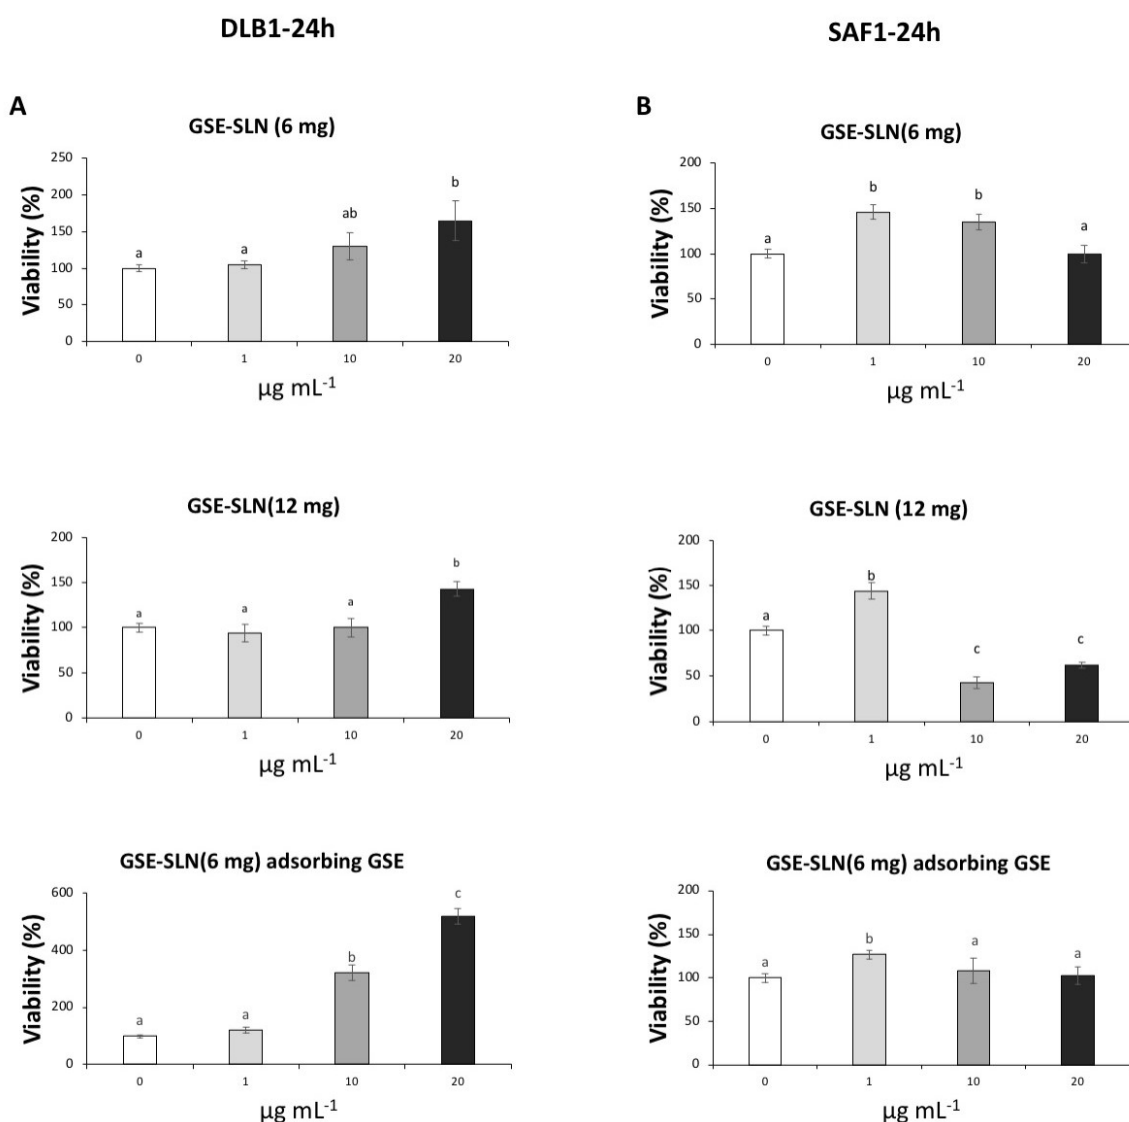 DLB1-24h
A
GSE-SLN (6 mg)
Viability (%)
250
200
150
100
50
0
a
a
ab
b
0 1 10 20
µg mL-1
GSE-SLN(12 mg)
Viability (%)
200
150
100
50
0
a
a
a
b
0 1 10 20
µg mL-1
GSE-SLN(6 mg) adsorbing GSE
Viability (%)
600
400
200
0
a
a
b
c
0 1 10 20
µg mL-1
SAF1-24h
B
GSE-SLN(6 mg)
Viability (%)
200
150
100
50
0
a
b
b
a
0 1 10 20
µg mL-1
GSE-SLN (12 mg)
Viability (%)
200
150
100
50
0
a
b
c
c
0 1 10 20
µg mL-1
GSE-SLN(6 mg) adsorbing GSE
Viability (%)
200
150
100
50
0
a
b
a
a
0 1 10 20
µg mL-1